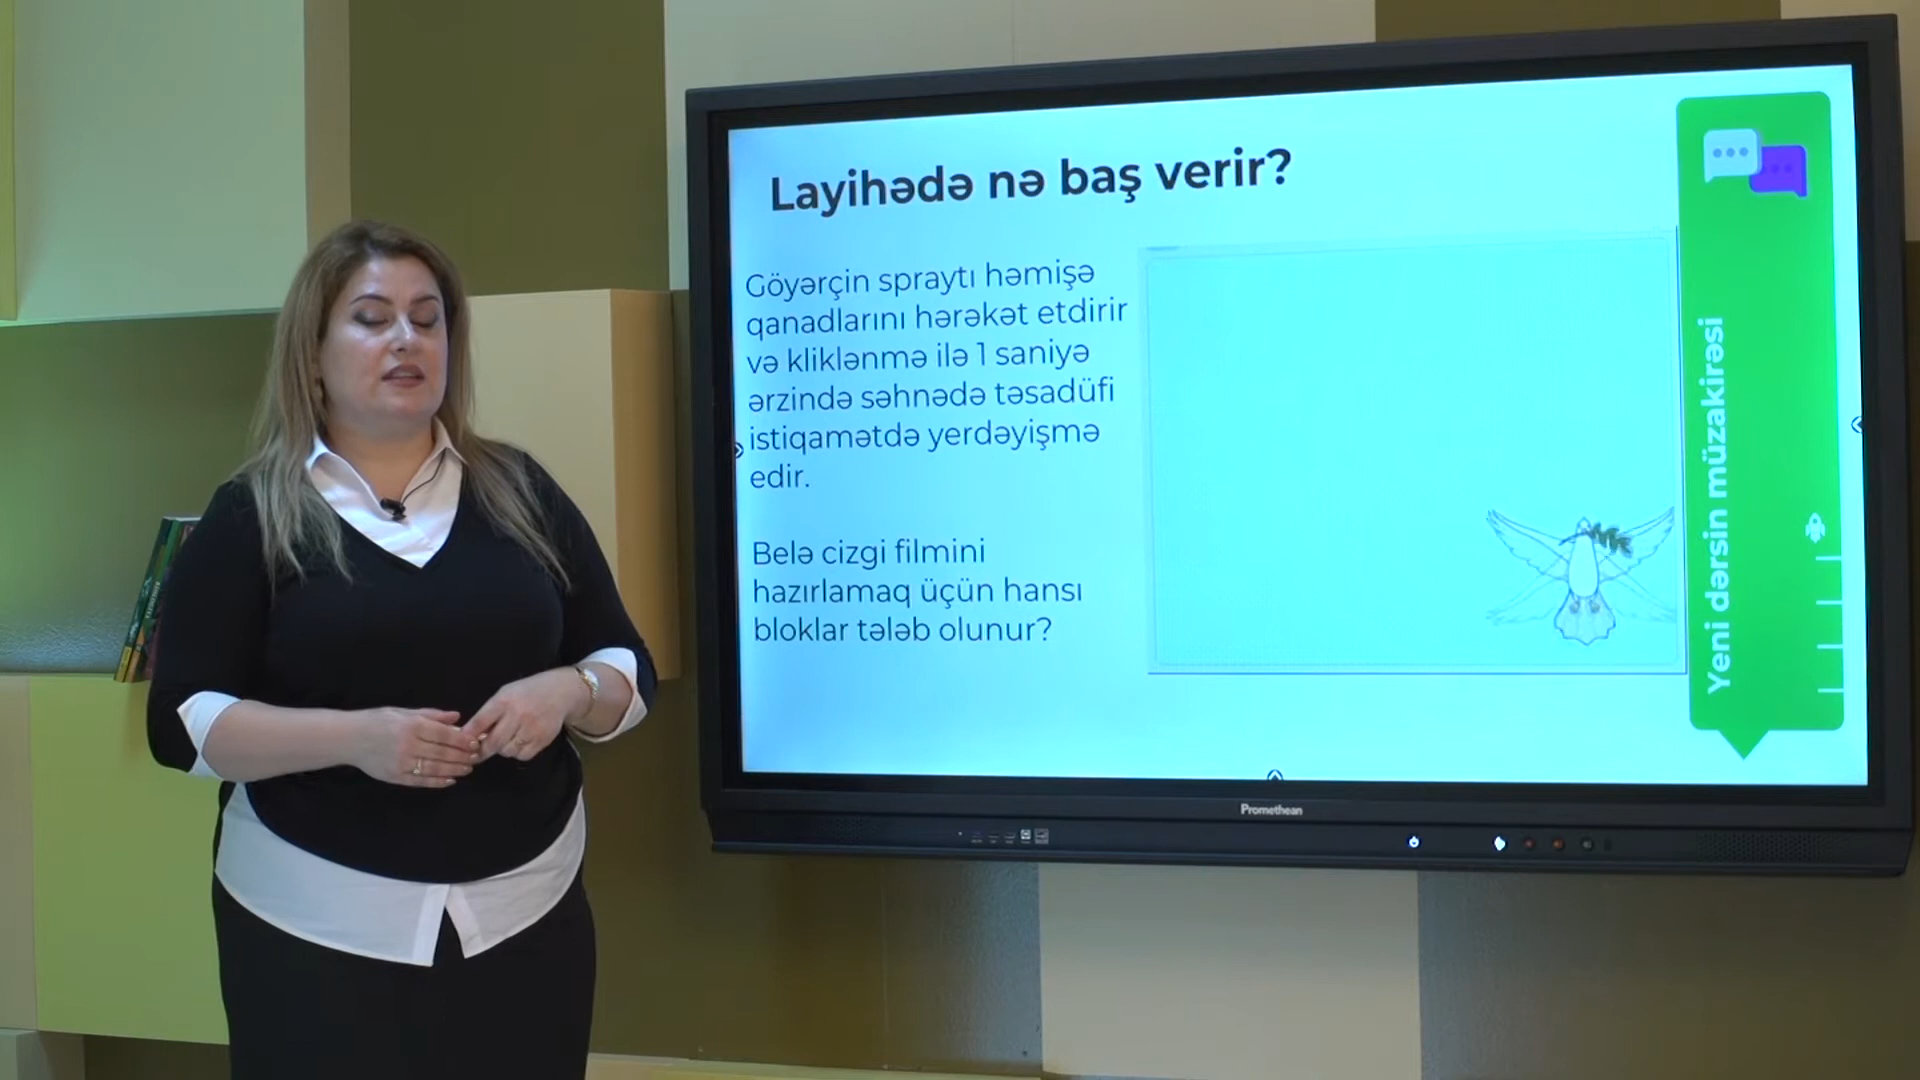 Layihədə nə baş verir?
Göyərçin spraytı həmişə
qanadlarını hərəkət etdirir
və kliklənmə ilə 1 saniyə
ərzində səhnədə təsadüfi
istiqamətdə yerdəyişmə
edir.
Belə cizgi filmini
hazırlamaq üçün hansı
bloklar tələb olunur?
Yeni dərsin müzakirəsi
Promethean